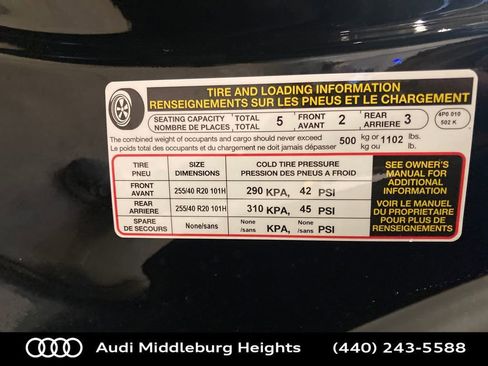 TIRE AND LOADING INFORMATION
RENSEIGNEMENTS SUR LES PNEUS ET LE CHARGEMENT
SEATING CAPACITY TOTAL 5 FRONT 2 REAR 3
NOMBRE DE PLACES TOTAL AVANT ARRIERE
4P0 010
502 K
The combined weight of occupants and cargo should never exceed 500 kg or 1102 lbs.
Le poids total des occupants et du chargement ne doit jamais dépasser kg ou lb.
TIRE SIZE COLD TIRE PRESSURE
PNEU DIMENSIONS PRESSION DES PNEUS A FROID
FRONT
AVANT 255/40 R20 101H 290 KPA, 42 PSI
REAR
ARRIERE 255/40 R20 101H 310 KPA, 45 PSI
SPARE
DE SECOURS None/sans None/sans KPA, None/sans PSI
SEE OWNER'S
MANUAL FOR
ADDITIONAL
INFORMATION
VOIR LE MANUEL
DU PROPRIETAIRE
POUR PLUS DE
RENSEIGNEMENTS
Audi Middleburg Heights (440) 243-5588